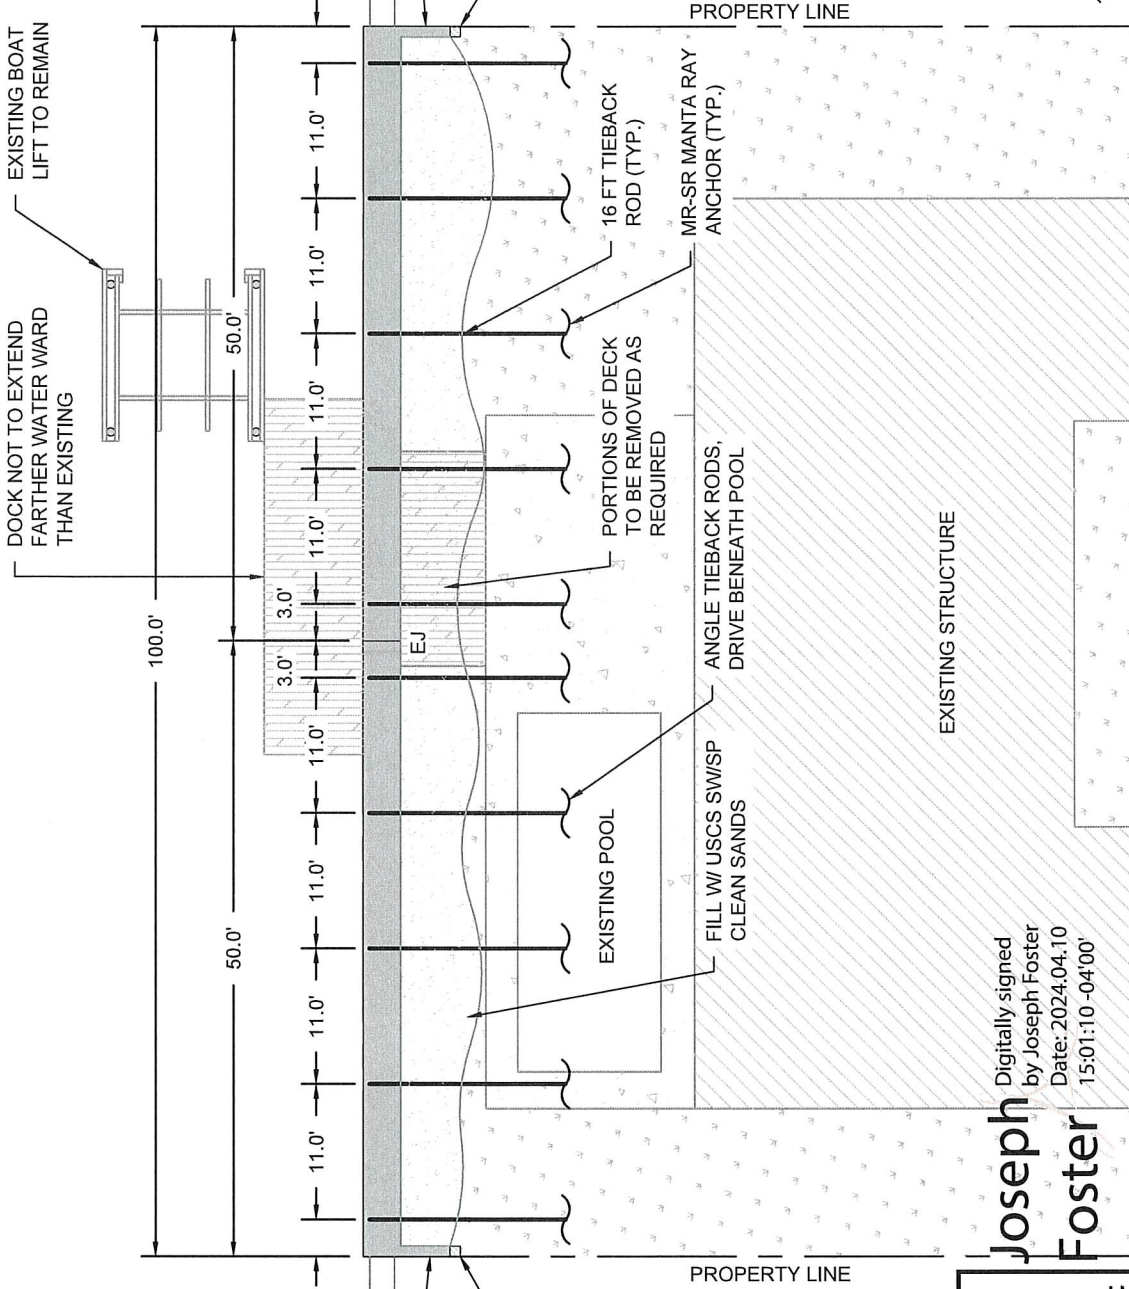 PROPERTY LINE
EXISTING BOAT
LIFT TO REMAIN
DOCK NOT TO EXTEND
FARTHER WATER WARD
THAN EXISTING
100.0'
50.0'
50.0'
11.0'
11.0'
11.0'
11.0'
3.0'
3.0'
11.0'
11.0'
11.0'
11.0'
EJ
16 FT TIEBACK
ROD (TYP.)
MR-SR MANTA RAY
ANCHOR (TYP.)
PORTIONS OF DECK
TO BE REMOVED AS
REQUIRED
ANGLE TIEBACK RODS,
DRIVE BENEATH POOL
FILL W/ USCS SW/SP
CLEAN SANDS
EXISTING POOL
EXISTING STRUCTURE
PROPERTY LINE
Joseph
Foster
Digitally signed
by Joseph Foster
Date: 2024.04.10
15:01:10 -04'00'